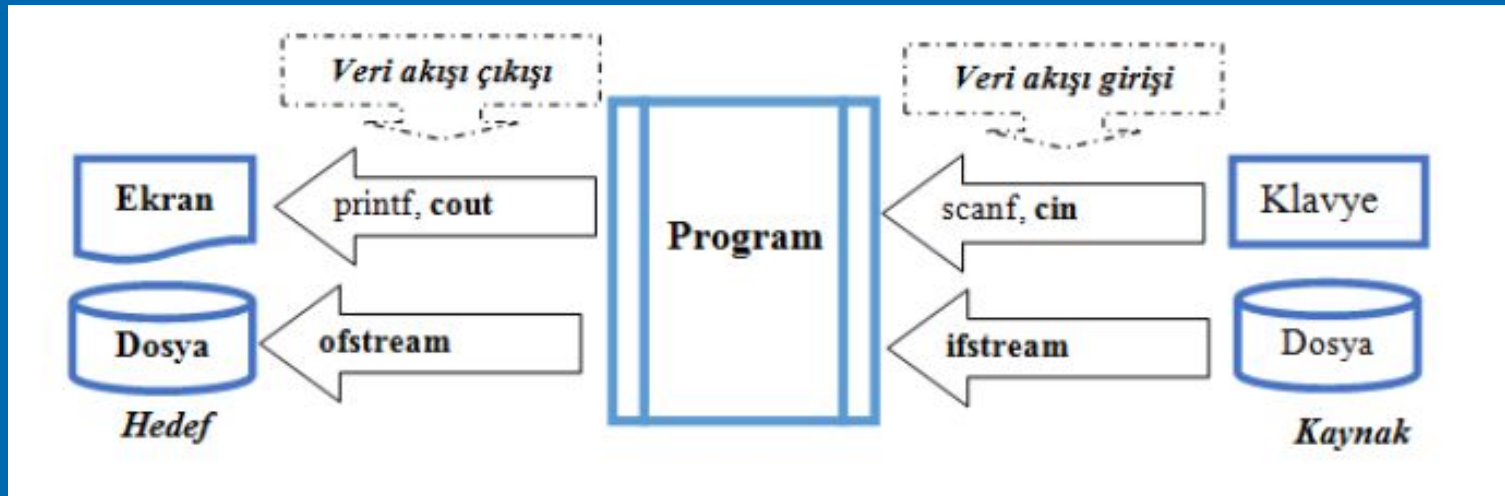 Veri akışı çıkışı
Veri akışı girişi
Ekran
printf, cout
Program
scanf, cin
Klavye
Dosya
ofstream
ifstream
Dosya
Hedef
Kaynak